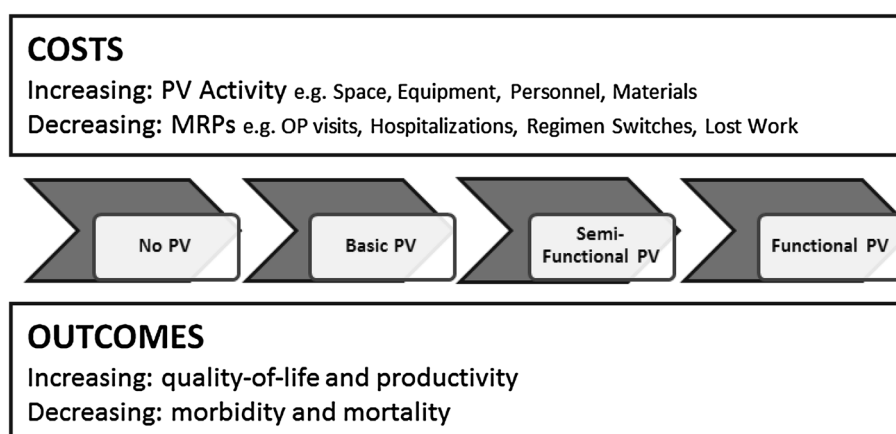 COSTS
Increasing: PV Activity e.g. Space, Equipment, Personnel, Materials
Decreasing: MRPs e.g. OP visits, Hospitalizations, Regimen Switches, Lost Work
No PV
Basic PV
Semi-
Functional PV
Functional PV
OUTCOMES
Increasing: quality-of-life and productivity
Decreasing: morbidity and mortality